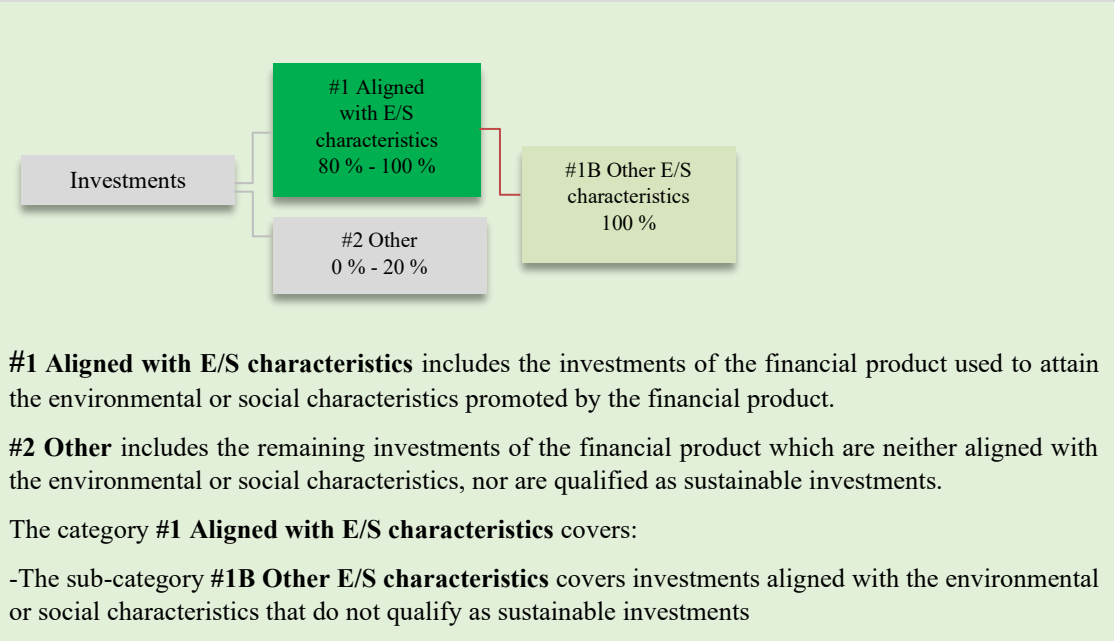 #1 Aligned
with E/S
characteristics
80 % - 100 %
Investments
#1B Other E/S
characteristics
100 %
#2 Other
0 % - 20 %
#1 Aligned with E/S characteristics includes the investments of the financial product used to attain
the environmental or social characteristics promoted by the financial product.
#2 Other includes the remaining investments of the financial product which are neither aligned with
the environmental or social characteristics, nor are qualified as sustainable investments.
The category #1 Aligned with E/S characteristics covers:
-The sub-category #1B Other E/S characteristics covers investments aligned with the environmental
or social characteristics that do not qualify as sustainable investments